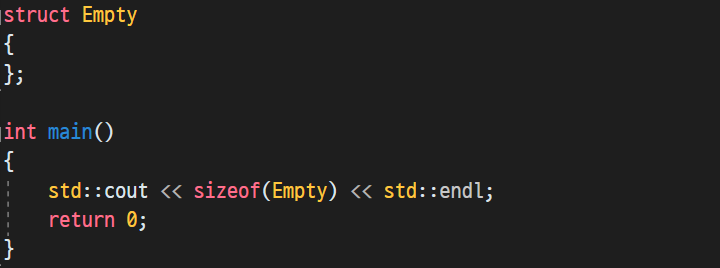 struct Empty
{
};
int main()
{
std::cout << sizeof(Empty) << std::endl;
return 0;
}